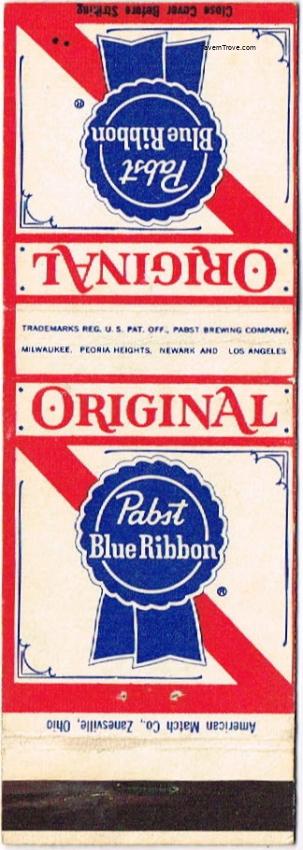 Close Cover Before Striking
TavernTrove.com
Pabst
Blue Ribbon
®
ORIGINAL
TRADEMARKS REG. U. S. PAT. OFF., PABST BREWING COMPANY,
MILWAUKEE, PEORIA HEIGHTS, NEWARK AND LOS ANGELES
ORIGINAL
Pabst
Blue Ribbon
®
American Match Co., Zanesville, Ohio